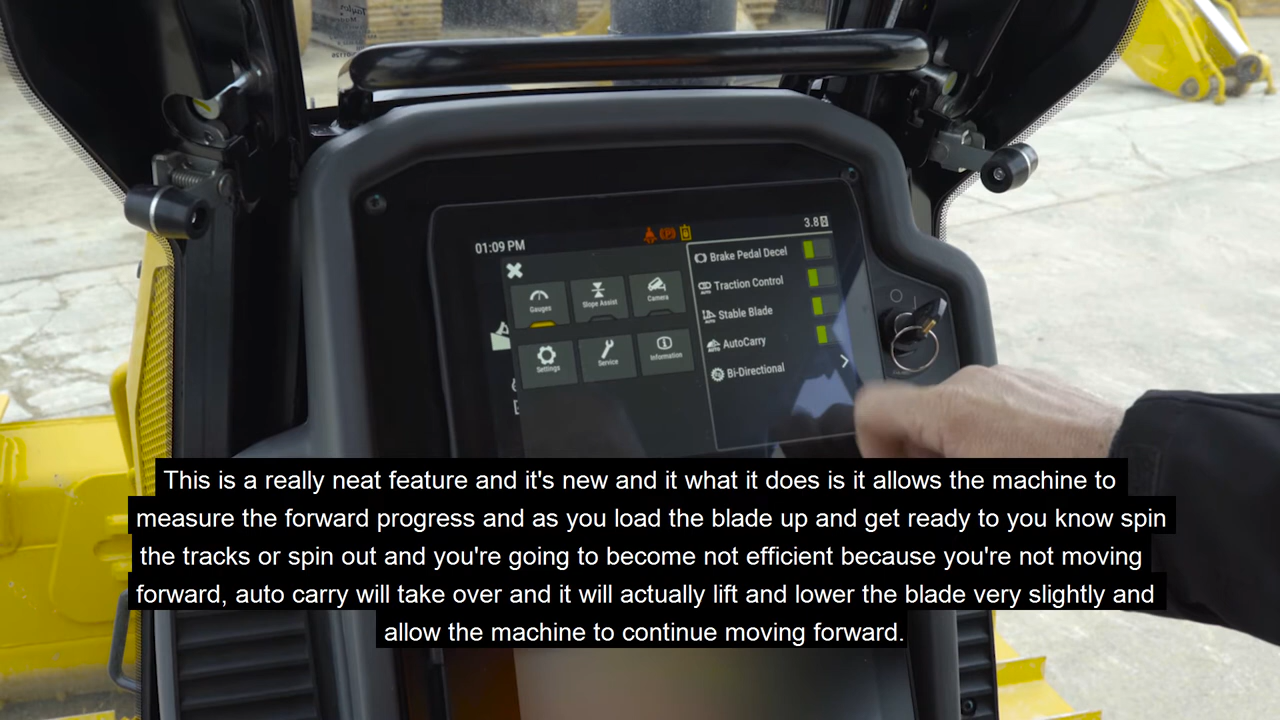 01:09 PM
3.8
Gauges
Slope Assist
Camera
Settings
Service
Information
Brake Pedal Decel
Traction Control
AUTO
Stable Blade
AUTO
AutoCarry
AUTO
Bi-Directional
This is a really neat feature and it's new and it what it does is it allows the machine to
measure the forward progress and as you load the blade up and get ready to you know spin
the tracks or spin out and you're going to become not efficient because you're not moving
forward, auto carry will take over and it will actually lift and lower the blade very slightly and
allow the machine to continue moving forward.